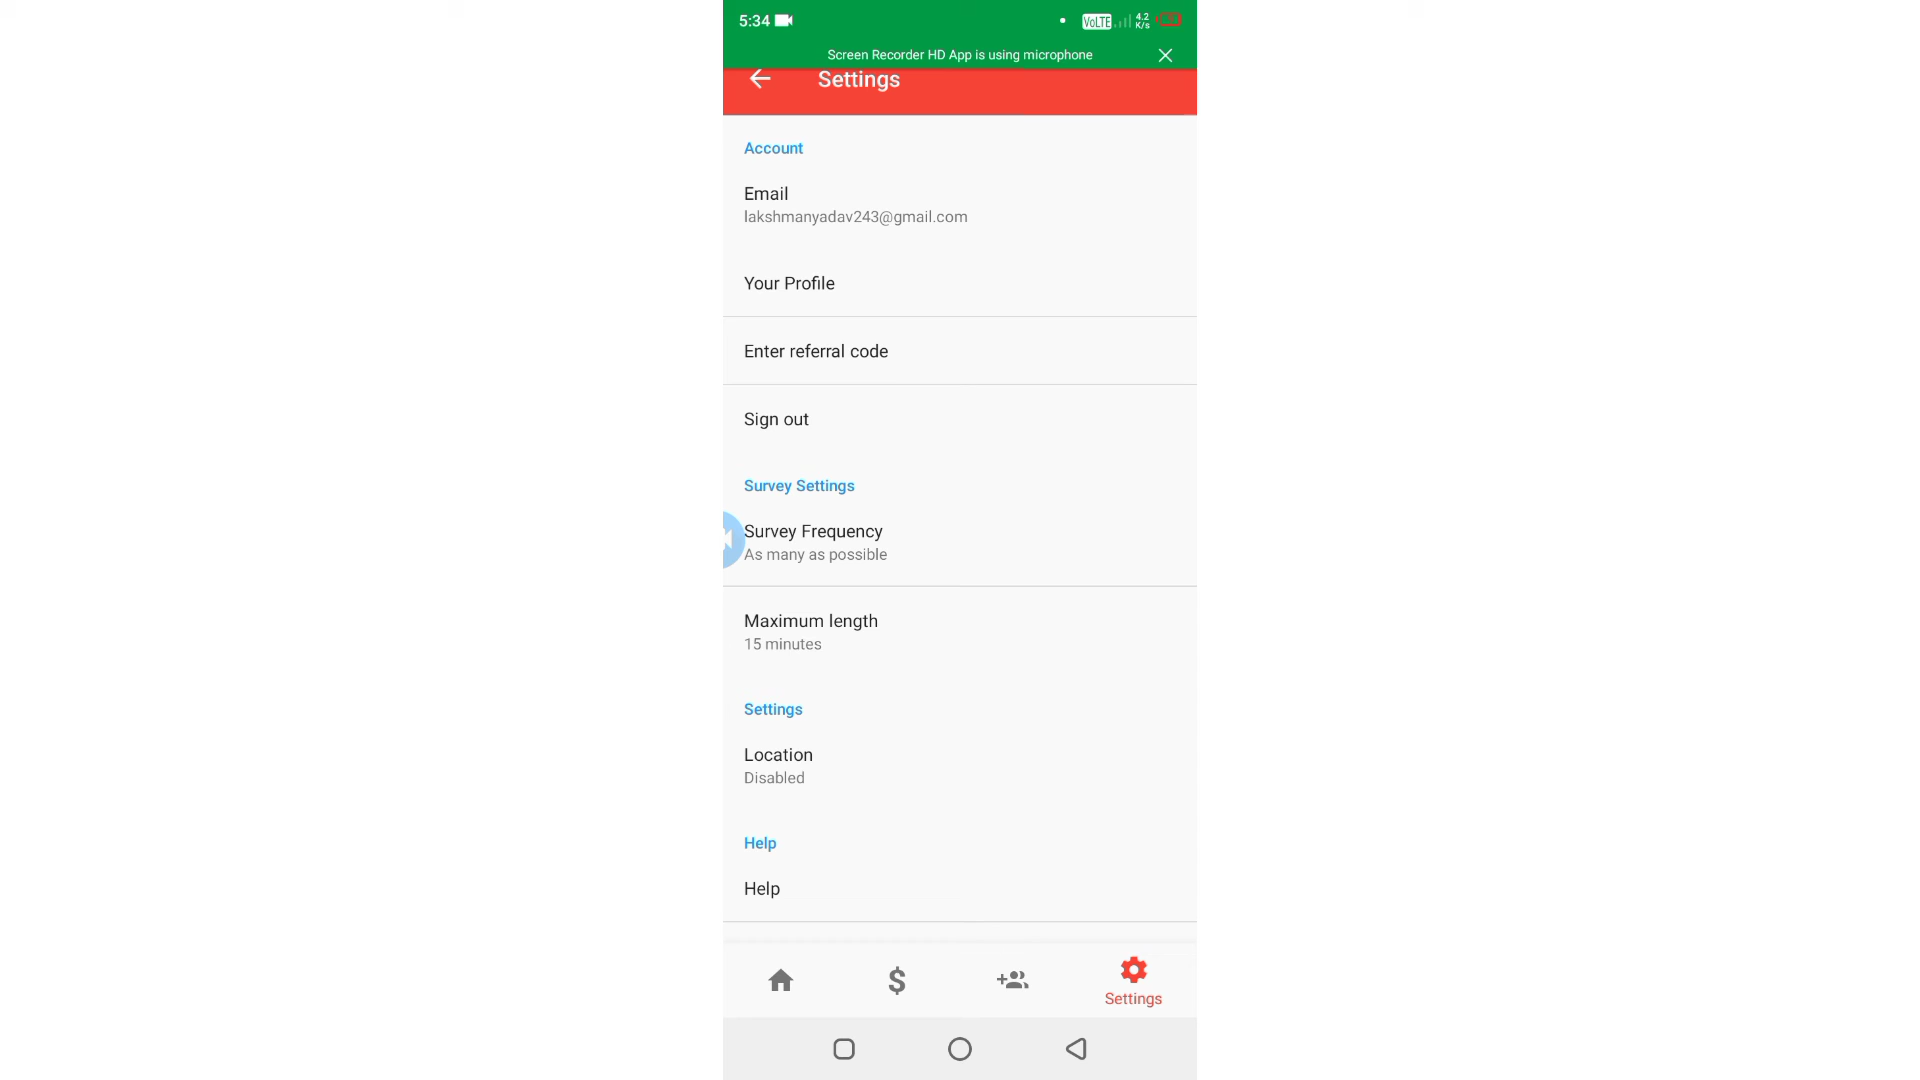 5:34
VoLTE
4.2
K/s
Screen Recorder HD App is using microphone
Settings
Account
Email
lakshmanyadav243@gmail.com
Your Profile
Enter referral code
Sign out
Survey Settings
Survey Frequency
As many as possible
Maximum length
15 minutes
Settings
Location
Disabled
Help
Help
Settings